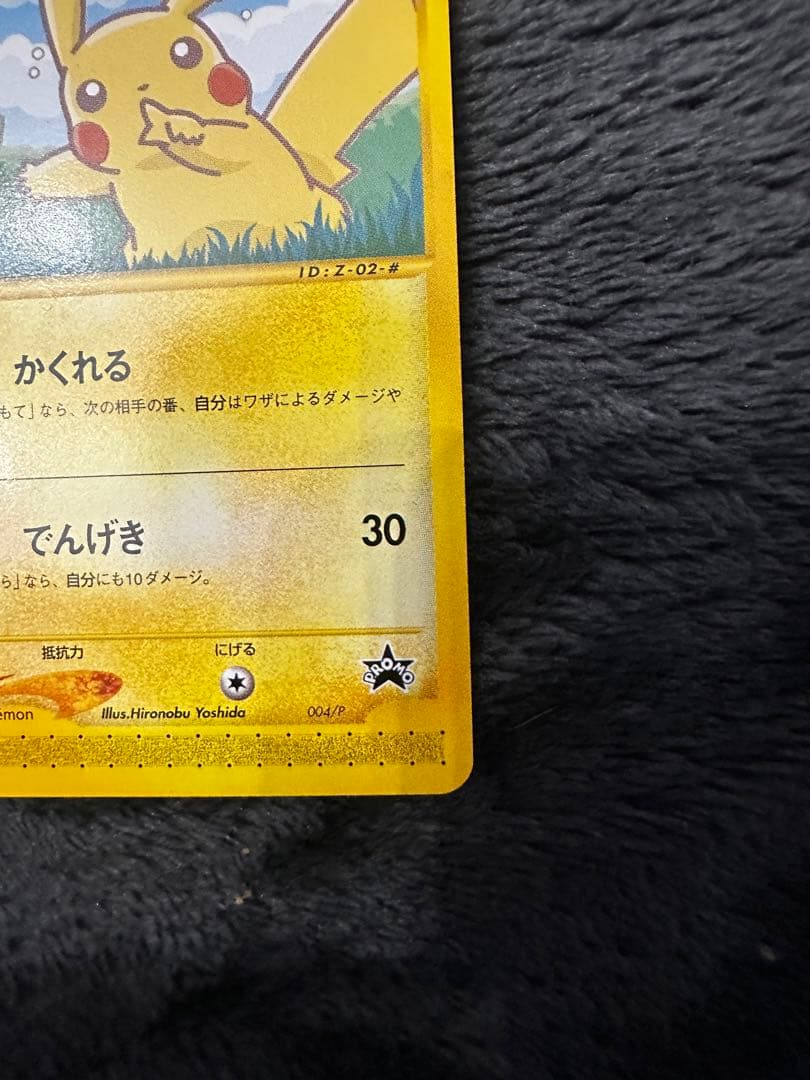 ID:Z-02-#
かくれる
もて」なら、次の相手の番、自分はワザによるダメージや
でんげき
30
ら」なら、自分にも10ダメージ。
抵抗力
にげる
PROMO
émon
Illus.Hironobu Yoshida
004/P